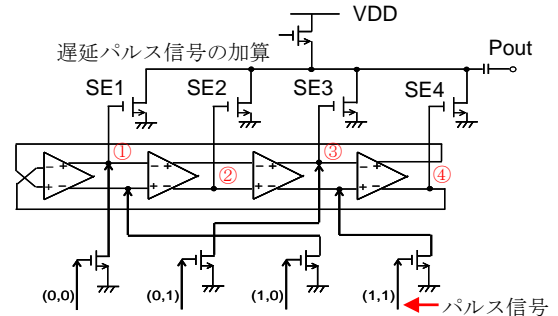 VDD
遅延パルス信号の加算
Pout
SE1
SE2
SE3
SE4
①
②
③
④
− +
+ −
− +
+ −
− +
+ −
− +
+ −
(0,0)
(0,1)
(1,0)
(1,1)
パルス信号